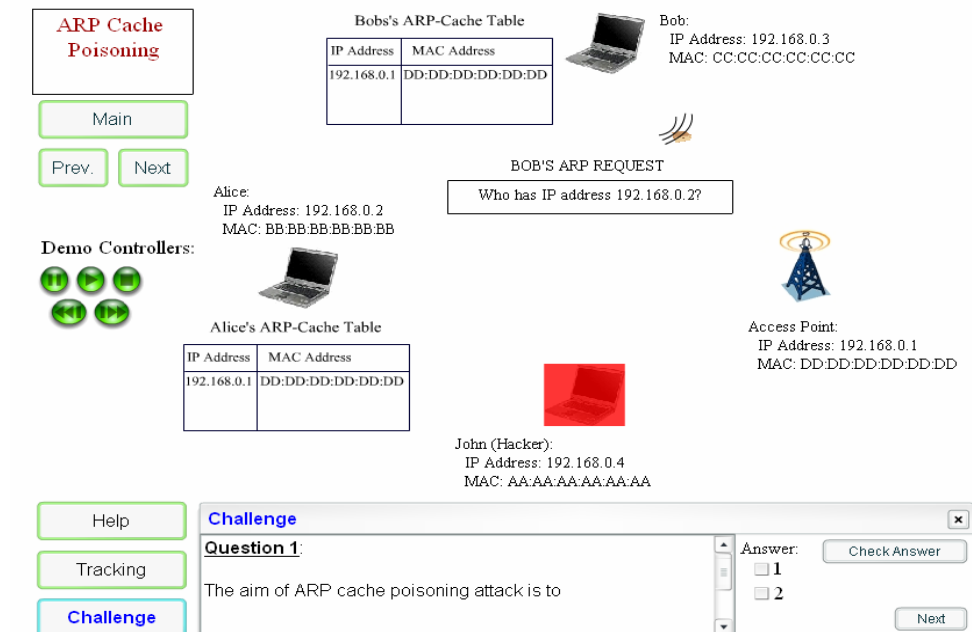 ARP Cache
Poisoning
Main
Prev.
Next
Demo Controllers:
Bobs's ARP-Cache Table
IP Address MAC Address
192.168.0.1 DD:DD:DD:DD:DD:DD
Bob:
IP Address: 192.168.0.3
MAC: CC:CC:CC:CC:CC:CC
BOB'S ARP REQUEST
Who has IP address 192.168.0.2?
Alice:
IP Address: 192.168.0.2
MAC: BB:BB:BB:BB:BB:BB
Alice's ARP-Cache Table
IP Address MAC Address
192.168.0.1 DD:DD:DD:DD:DD:DD
Access Point:
IP Address: 192.168.0.1
MAC: DD:DD:DD:DD:DD:DD
John (Hacker):
IP Address: 192.168.0.4
MAC: AA:AA:AA:AA:AA:AA
Help
Tracking
Challenge
Challenge
Question 1:
The aim of ARP cache poisoning attack is to
Answer:
1
2
Check Answer
Next